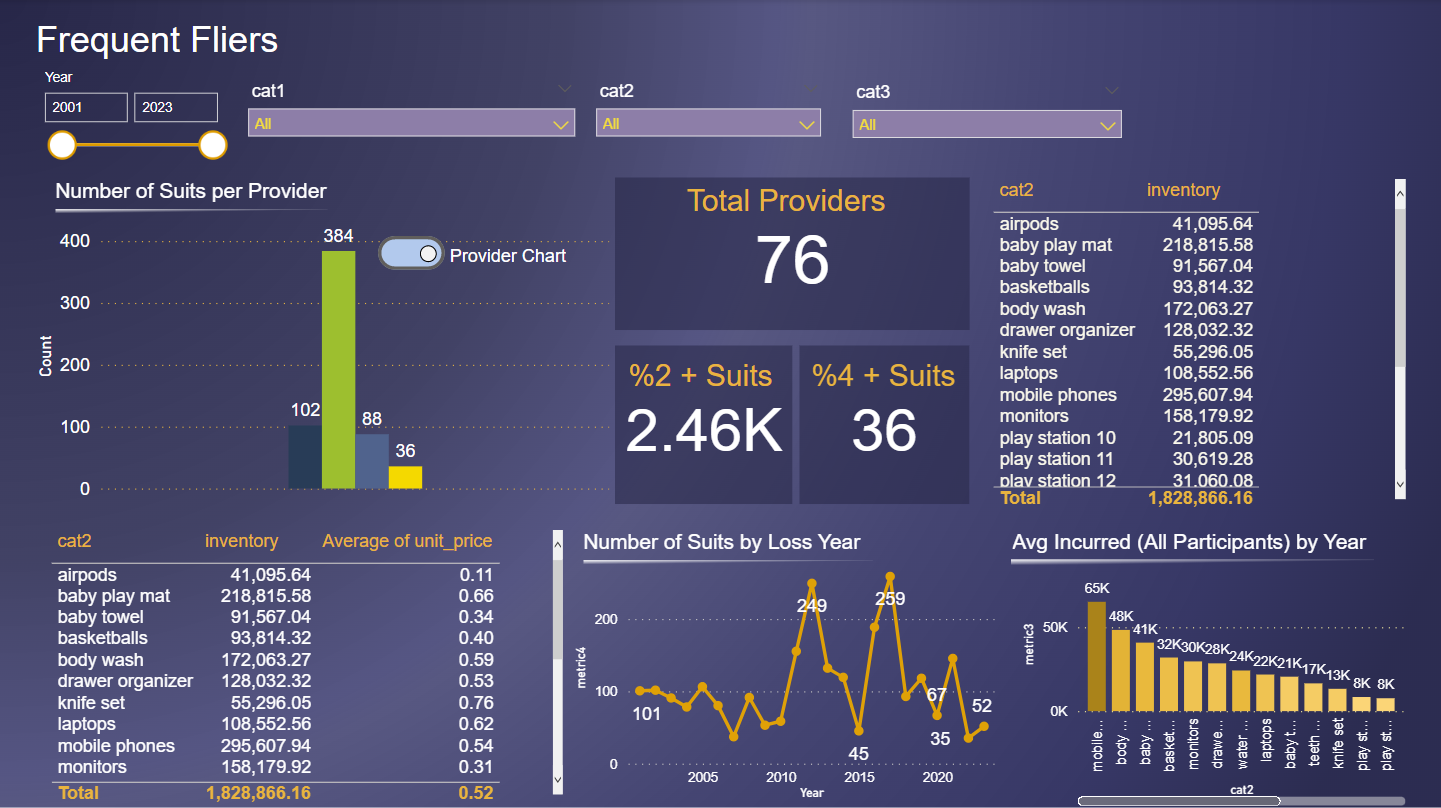 Frequent Fliers
Year
2001 2023
cat1
All
cat2
All
cat3
All
Number of Suits per Provider
Count
400
300
200
100
0
102
384
88
36
Provider Chart
Total Providers
76
%2 + Suits
2.46K
%4 + Suits
36
cat2 inventory
airpods 41,095.64
baby play mat 218,815.58
baby towel 91,567.04
basketballs 93,814.32
body wash 172,063.27
drawer organizer 128,032.32
knife set 55,296.05
laptops 108,552.56
mobile phones 295,607.94
monitors 158,179.92
play station 10 21,805.09
play station 11 30,619.28
play station 12 31,060.08
Total 1,828,866.16
cat2 inventory Average of unit_price
airpods 41,095.64 0.11
baby play mat 218,815.58 0.66
baby towel 91,567.04 0.34
basketballs 93,814.32 0.40
body wash 172,063.27 0.59
drawer organizer 128,032.32 0.53
knife set 55,296.05 0.76
laptops 108,552.56 0.62
mobile phones 295,607.94 0.54
monitors 158,179.92 0.31
Total 1,828,866.16 0.52
Number of Suits by Loss Year
metric4
200
100
0
101
249
45
259
67
35
52
2005 2010 2015 2020
Year
Avg Incurred (All Participants) by Year
metric3
50K
0K
65K
48K
41K
32K
30K
28K
24K
22K
21K
17K
13K
8K
8K
mobile...
body ...
baby ...
basket...
monitors
drawe...
water ...
laptops
baby t...
teeth ...
knife set
play st...
play st...
cat2